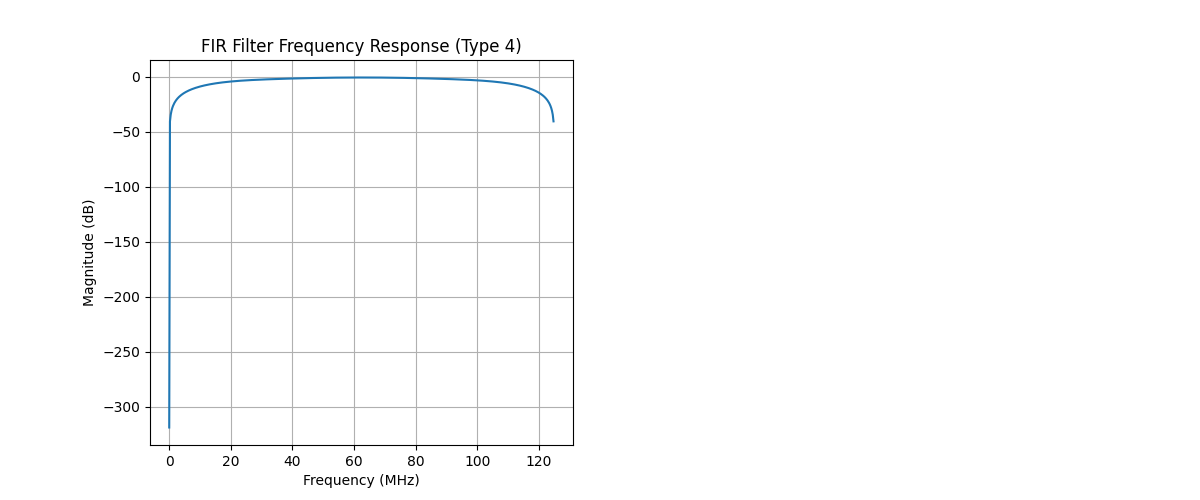 FIR Filter Frequency Response (Type 4)
0
−50
−100
−150
−200
−250
−300
Magnitude (dB)
0 20 40 60 80 100 120
Frequency (MHz)